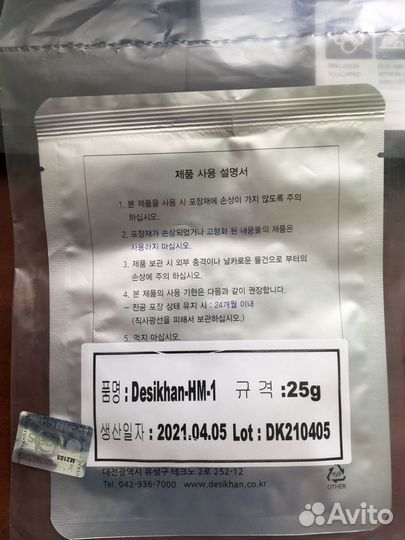 PRECISION
TOUCHPAD
제품 사용 설명서
1. 본 제품을 사용 시 포장재에 손상이 가지 않도록 주의
하십시오.
2. 포장재가 손상되었거나 고형화 된 내용물의 제품은
사용하지 마십시오.
3. 제품 보관 시 외부 충격이나 날카로운 물건으로 부터의
손상에 주의 하십시오.
4. 본 제품의 사용 기한은 다음과 같이 권장합니다.
– 진공 포장 상태 유지 시 : 24개월 이내
(직사광선을 피해서 보관하십시오.)
5. 먹지 마십시오.
품명 : Desikhan-HM-1 규 격 :25g
생산일자 : 2021.04.05 Lot : DK210405
M2103
대전광역시 유성구 테크노 2로 252-12
Tel. 042-936-7000 www.desikhan.co.kr
OTHER
Avito